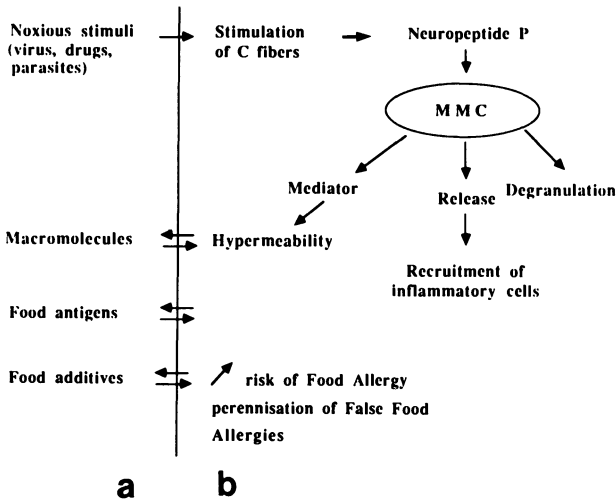 Noxious stimuli
(virus, drugs,
parasites)
Stimulation
of C fibers
Neuropeptide P
MMC
Mediator
Release
Degranulation
Macromolecules
Hypermeability
Recruitment of
inflammatory cells
Food antigens
Food additives
risk of Food Allergy
perennisation of False Food
Allergies
a
b